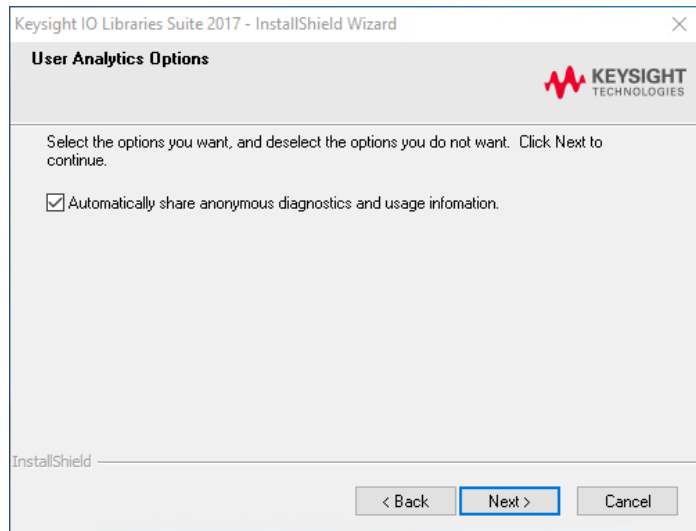 Keysight IO Libraries Suite 2017 - InstallShield Wizard
User Analytics Options
KEYSIGHT
TECHNOLOGIES
Select the options you want, and deselect the options you do not want. Click Next to
continue.
Automatically share anonymous diagnostics and usage infomation.
InstallShield
< Back
Next >
Cancel